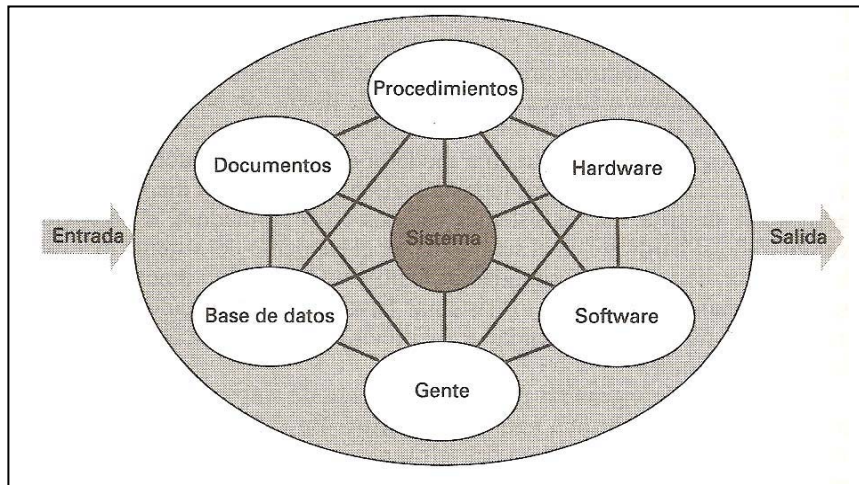 Procedimientos
Documentos
Hardware
Entrada
Sistema
Salida
Base de datos
Software
Gente